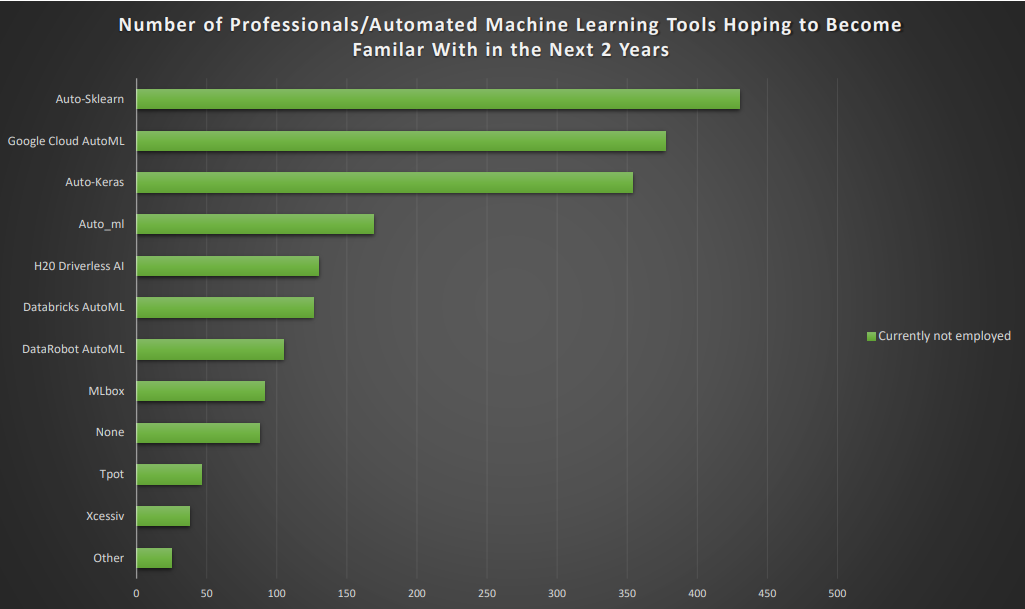 Number of Professionals/Automated Machine Learning Tools Hoping to Become
Familar With in the Next 2 Years
Auto-Sklearn
Google Cloud AutoML
Auto-Keras
Auto_ml
H20 Driverless AI
Databricks AutoML
DataRobot AutoML
MLbox
None
Tpot
Xcessiv
Other
Currently not employed
0 50 100 150 200 250 300 350 400 450 500